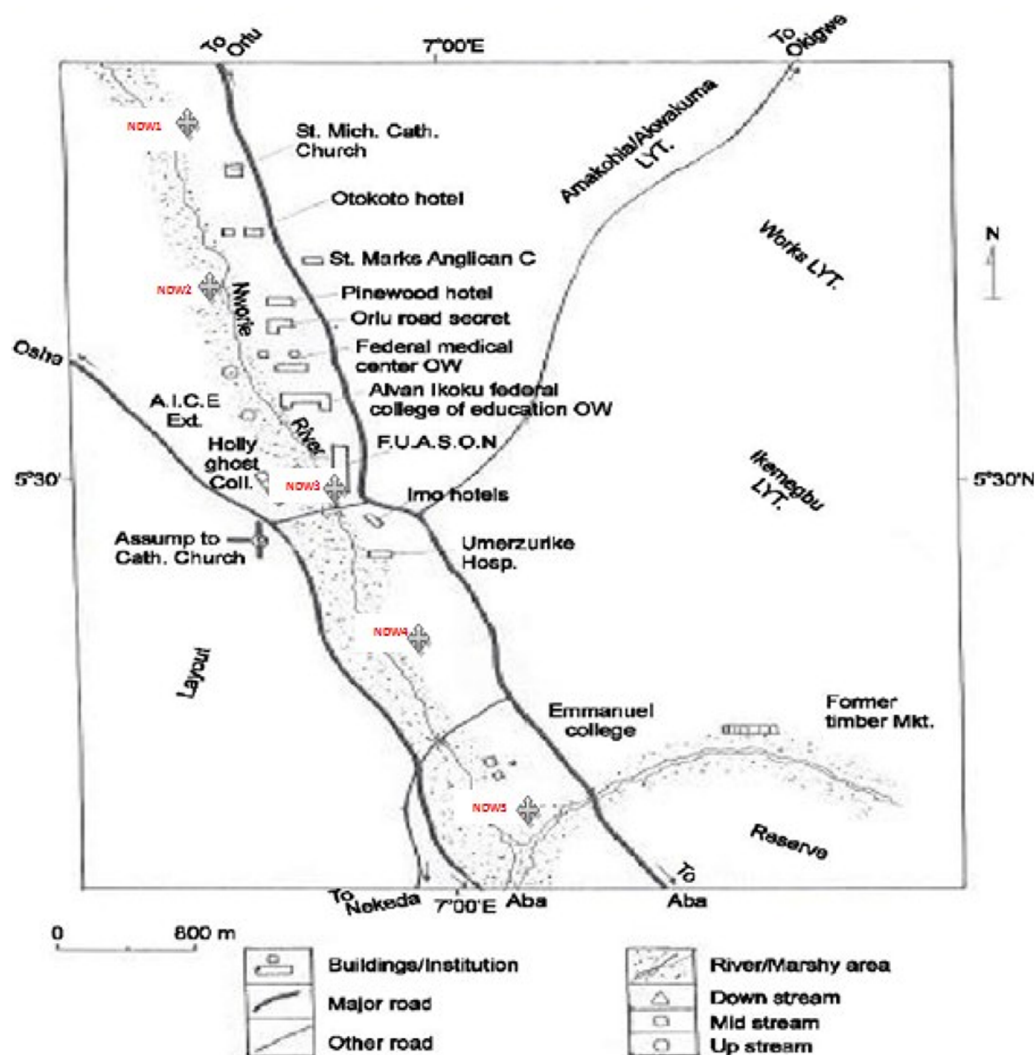 To
Orlu
7°00'E
To
Okigwe
NOW1
St. Mich. Cath.
Church
Amakohia/Akwakuma
LYT.
Otokoto hotel
Works LYT.
N
St. Marks Anglican C
NOW2
Nworie
River
Pinewood hotel
Orlu road secret
Osha
Federal medical
center OW
A.I.C.E
Ext.
Alvan Ikoku federal
college of education OW
Holly
ghost
Coll.
F.U.A.S.O.N
Ikemegbu
LYT.
5°30'
NOW3
Imo hotels
5°30'N
Assump to
Cath. Church
Umerzurike
Hosp.
NOW4
Layout
Emmanuel
college
Former
timber Mkt.
NOW5
Reserve
To
Nekeda
7°00'E
Aba
To
Aba
0 800 m
Buildings/Institution
Major road
Other road
River/Marshy area
Down stream
Mid stream
Up stream